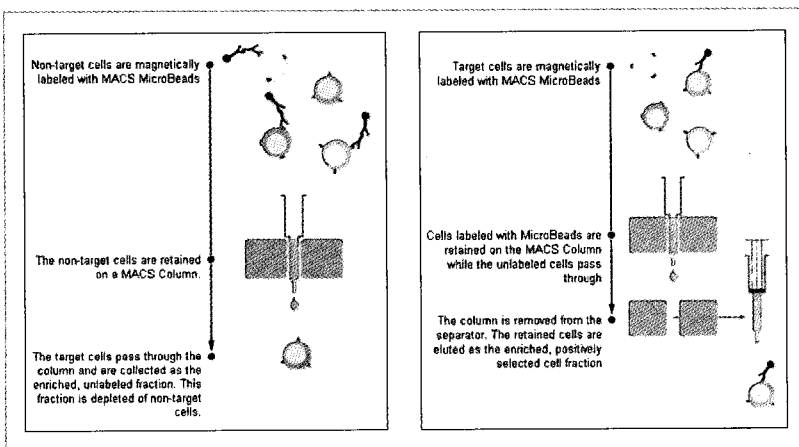 Non-target cells are magnetically
labeled with MACS MicroBeads
The non-target cells are retained
on a MACS Column.
The target cells pass through the
column and are collected as the
enriched, unlabeled fraction. This
fraction is depleted of non-target
cells.
Target cells are magnetically
labeled with MACS MicroBeads
Cells labeled with MicroBeads are
retained on the MACS Column
while the unlabeled cells pass
through
The column is removed from the
separator. The retained cells are
eluted as the enriched, positively
selected cell fraction